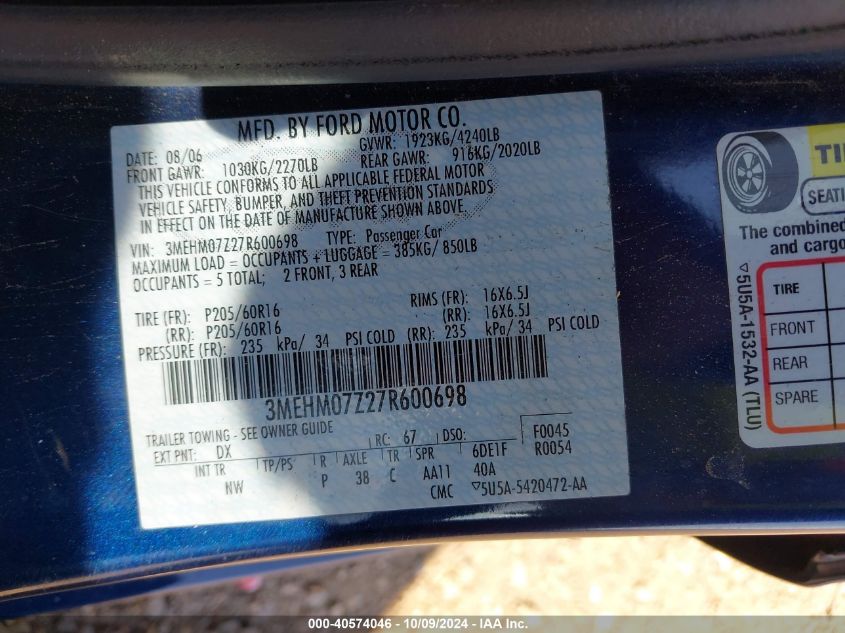 MFD. BY FORD MOTOR CO.
DATE: 08/06 GVWR: 1923KG/4240LB
FRONT GAWR: 1030KG/2270LB REAR GAWR: 916KG/2020LB
THIS VEHICLE CONFORMS TO ALL APPLICABLE FEDERAL MOTOR
VEHICLE SAFETY, BUMPER, AND THEFT PREVENTION STANDARDS
IN EFFECT ON THE DATE OF MANUFACTURE SHOWN ABOVE.
VIN: 3MEHM07Z27R600698 TYPE: Passenger Car
MAXIMUM LOAD = OCCUPANTS + LUGGAGE = 385KG/ 850LB
OCCUPANTS = 5 TOTAL; 2 FRONT, 3 REAR
TIRE (FR): P205/60R16 RIMS (FR): 16X6.5J
(RR): P205/60R16 (RR): 16X6.5J
PRESSURE (FR): 235 kPa/ 34 PSI COLD (RR): 235 kPa/ 34 PSI COLD
3MEHM07Z27R600698
TRAILER TOWING - SEE OWNER GUIDE
EXT PNT: DX RC: 67 DSO: F0045
R0054
INT TR TP/PS R AXLE TR SPR 6DE1F
NW P 38 C AA11 40A
CMC ▽5U5A-5420472-AA
TI
SEATI
The combined
and cargo
TIRE
FRONT
REAR
SPARE
▽5U5A-1532-AA (TLU)
000-40574046 - 10/09/2024 - IAA Inc.